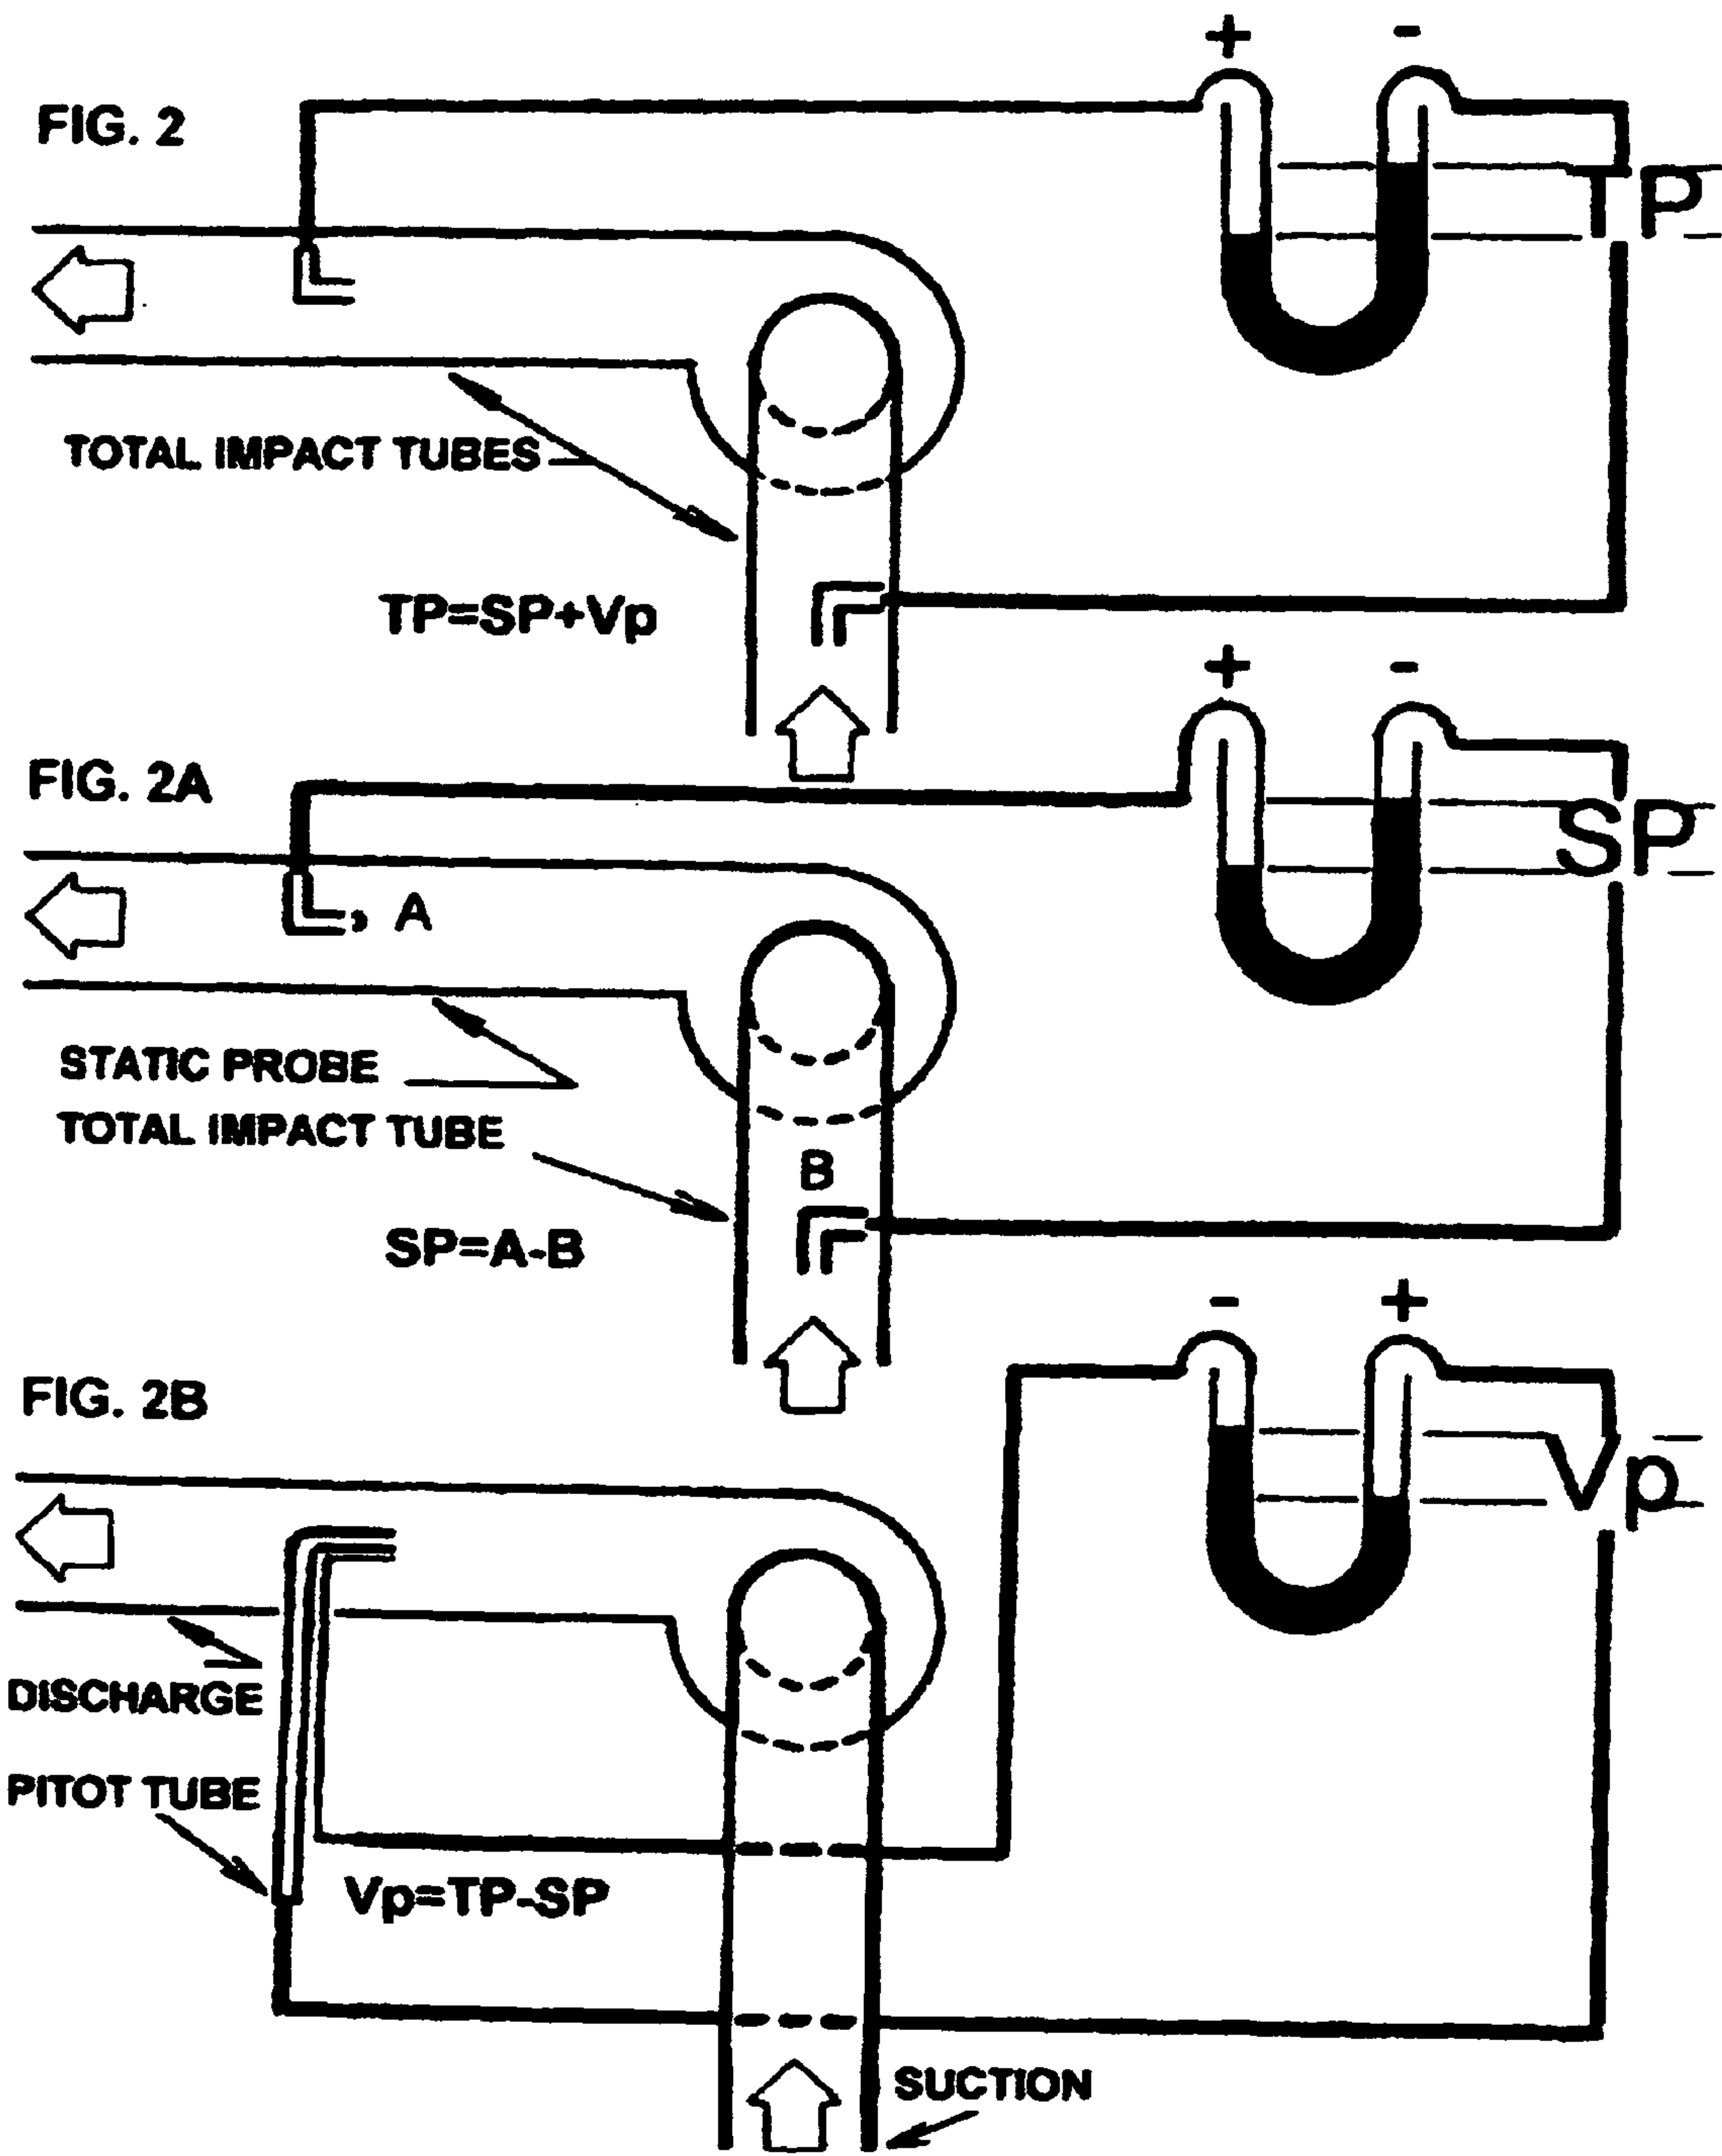 + -
FIG. 2
TP
TOTAL IMPACT TUBES
TP=SP+Vp
+ -
FIG. 2A
SP
, A
STATIC PROBE
TOTAL IMPACT TUBE
B
SP=A-B
- +
FIG. 2B
Vp
DISCHARGE
PITOT TUBE
Vp=TP-SP
SUCTION